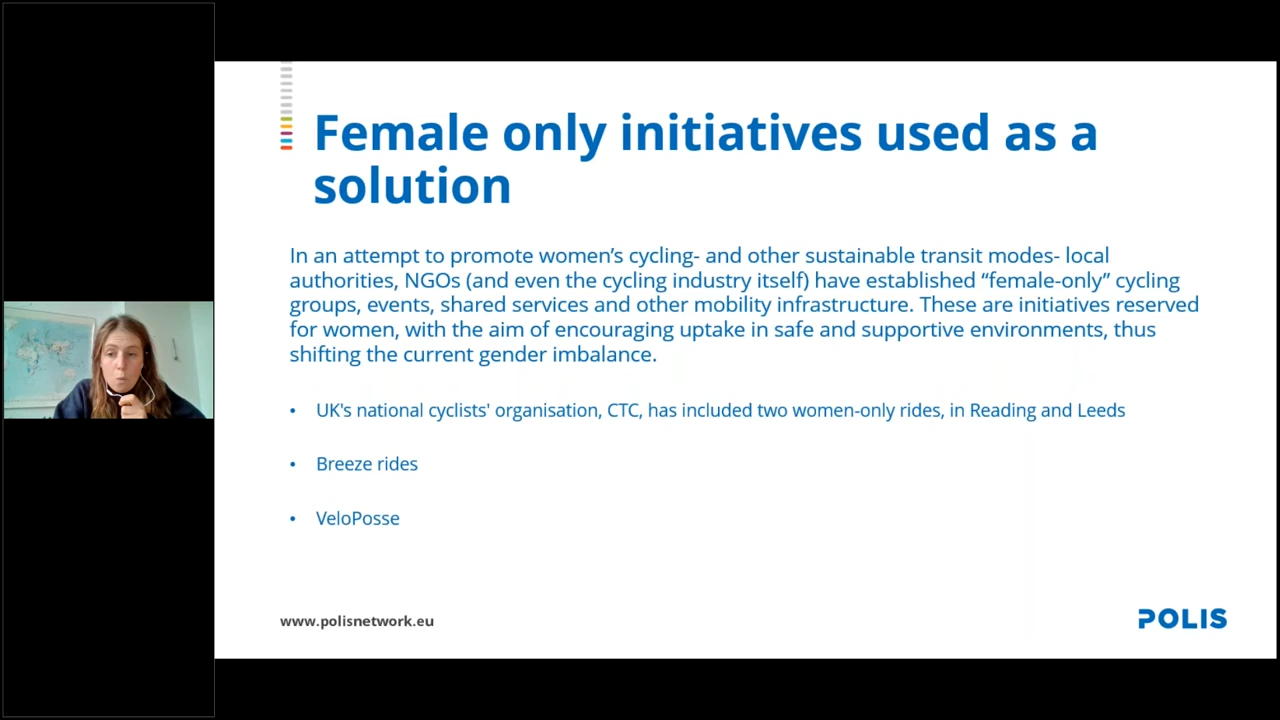 Female only initiatives used as a
solution
In an attempt to promote women’s cycling- and other sustainable transit modes- local
authorities, NGOs (and even the cycling industry itself) have established “female-only” cycling
groups, events, shared services and other mobility infrastructure. These are initiatives reserved
for women, with the aim of encouraging uptake in safe and supportive environments, thus
shifting the current gender imbalance.
• UK's national cyclists' organisation, CTC, has included two women-only rides, in Reading and Leeds
• Breeze rides
• VeloPosse
www.polisnetwork.eu
POLIS